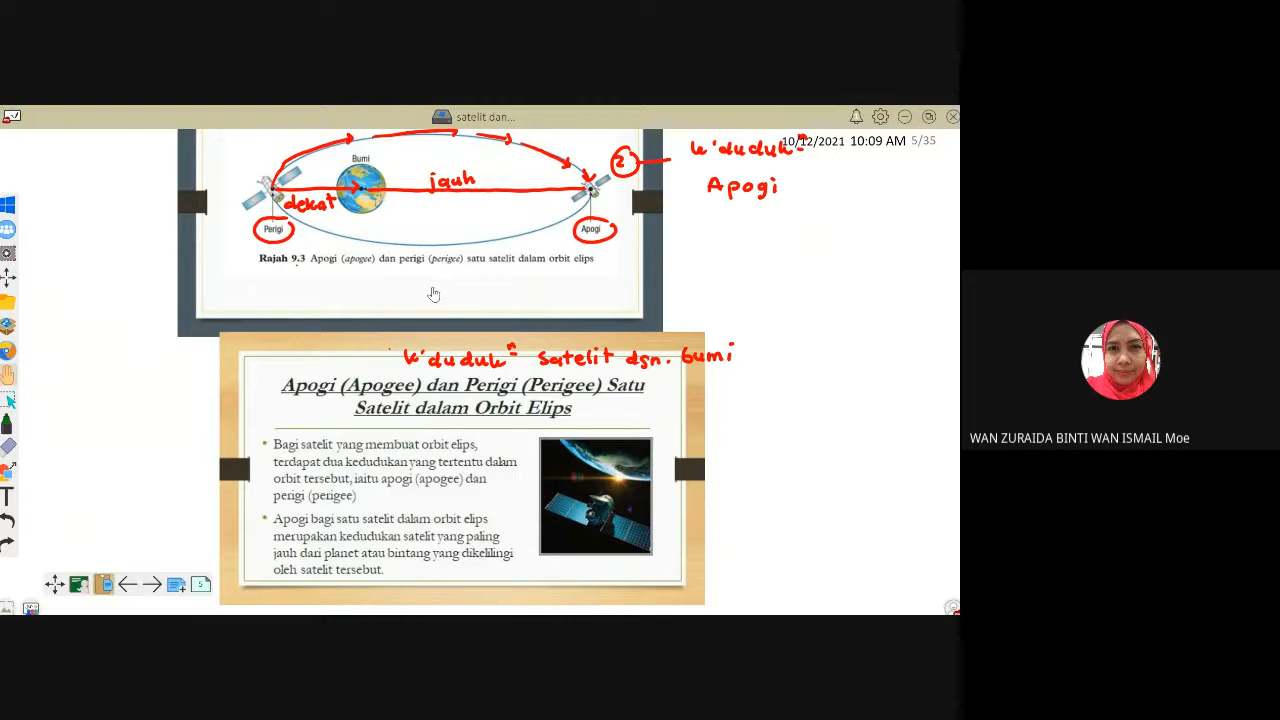 satelit dan...
10/12/2021 10:09 AM 5/35
k'dudukⁿ
2
Apogi
Bumi
jauh
dekat
Perigi
Apogi
Rajah 9.3 Apogi (apogee) dan perigi (perigee) satu satelit dalam orbit elips
k'dudukⁿ satelit dgn. Bumi
Apogi (Apogee) dan Perigi (Perigee) Satu
Satelit dalam Orbit Elips
• Bagi satelit yang membuat orbit elips,
terdapat dua kedudukan yang tertentu dalam
orbit tersebut, iaitu apogi (apogee) dan
perigi (perigee)
• Apogi bagi satu satelit dalam orbit elips
merupakan kedudukan satelit yang paling
jauh dari planet atau bintang yang dikelilingi
oleh satelit tersebut.
WAN ZURAIDA BINTI WAN ISMAIL Moe
T
5